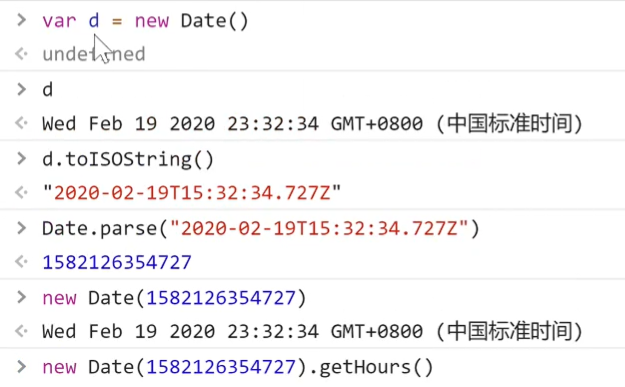 > var d = new Date()
<· undefined
> d
<· Wed Feb 19 2020 23:32:34 GMT+0800 (中国标准时间)
> d.toISOString()
<· "2020-02-19T15:32:34.727Z"
> Date.parse("2020-02-19T15:32:34.727Z")
<· 1582126354727
> new Date(1582126354727)
<· Wed Feb 19 2020 23:32:34 GMT+0800 (中国标准时间)
> new Date(1582126354727).getHours()